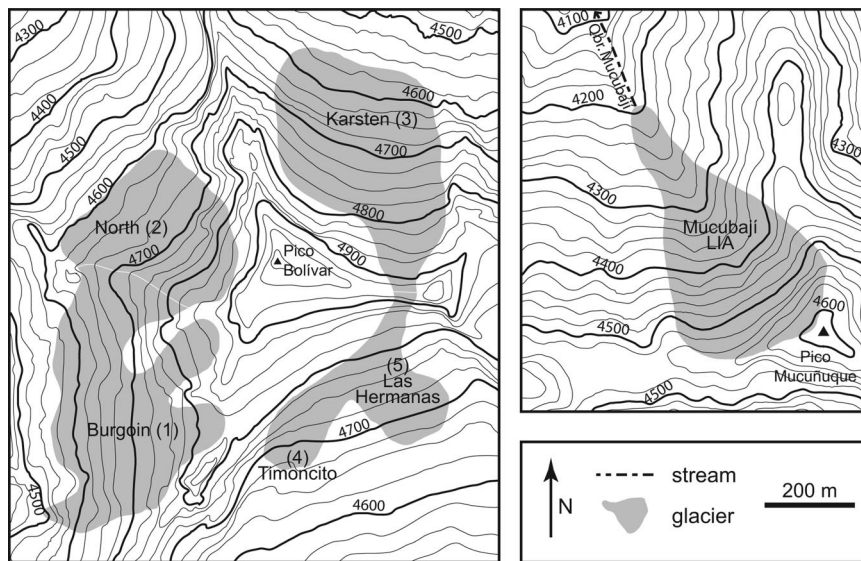 4300
4400
4500
4600
4500
4600
Karsten (3)
4700
North (2)
4700
4800
4900
Pico
Bolívar
(5)
Las
Hermanas
Burgoin (1)
4700
(4)
Timoncito
4500
4600
4100
Qbr. Mucubají
4200
4300
4300
Mucubají
LIA
4400
4500
4600
Pico
Mucuñuque
4500
N
stream
glacier
200 m